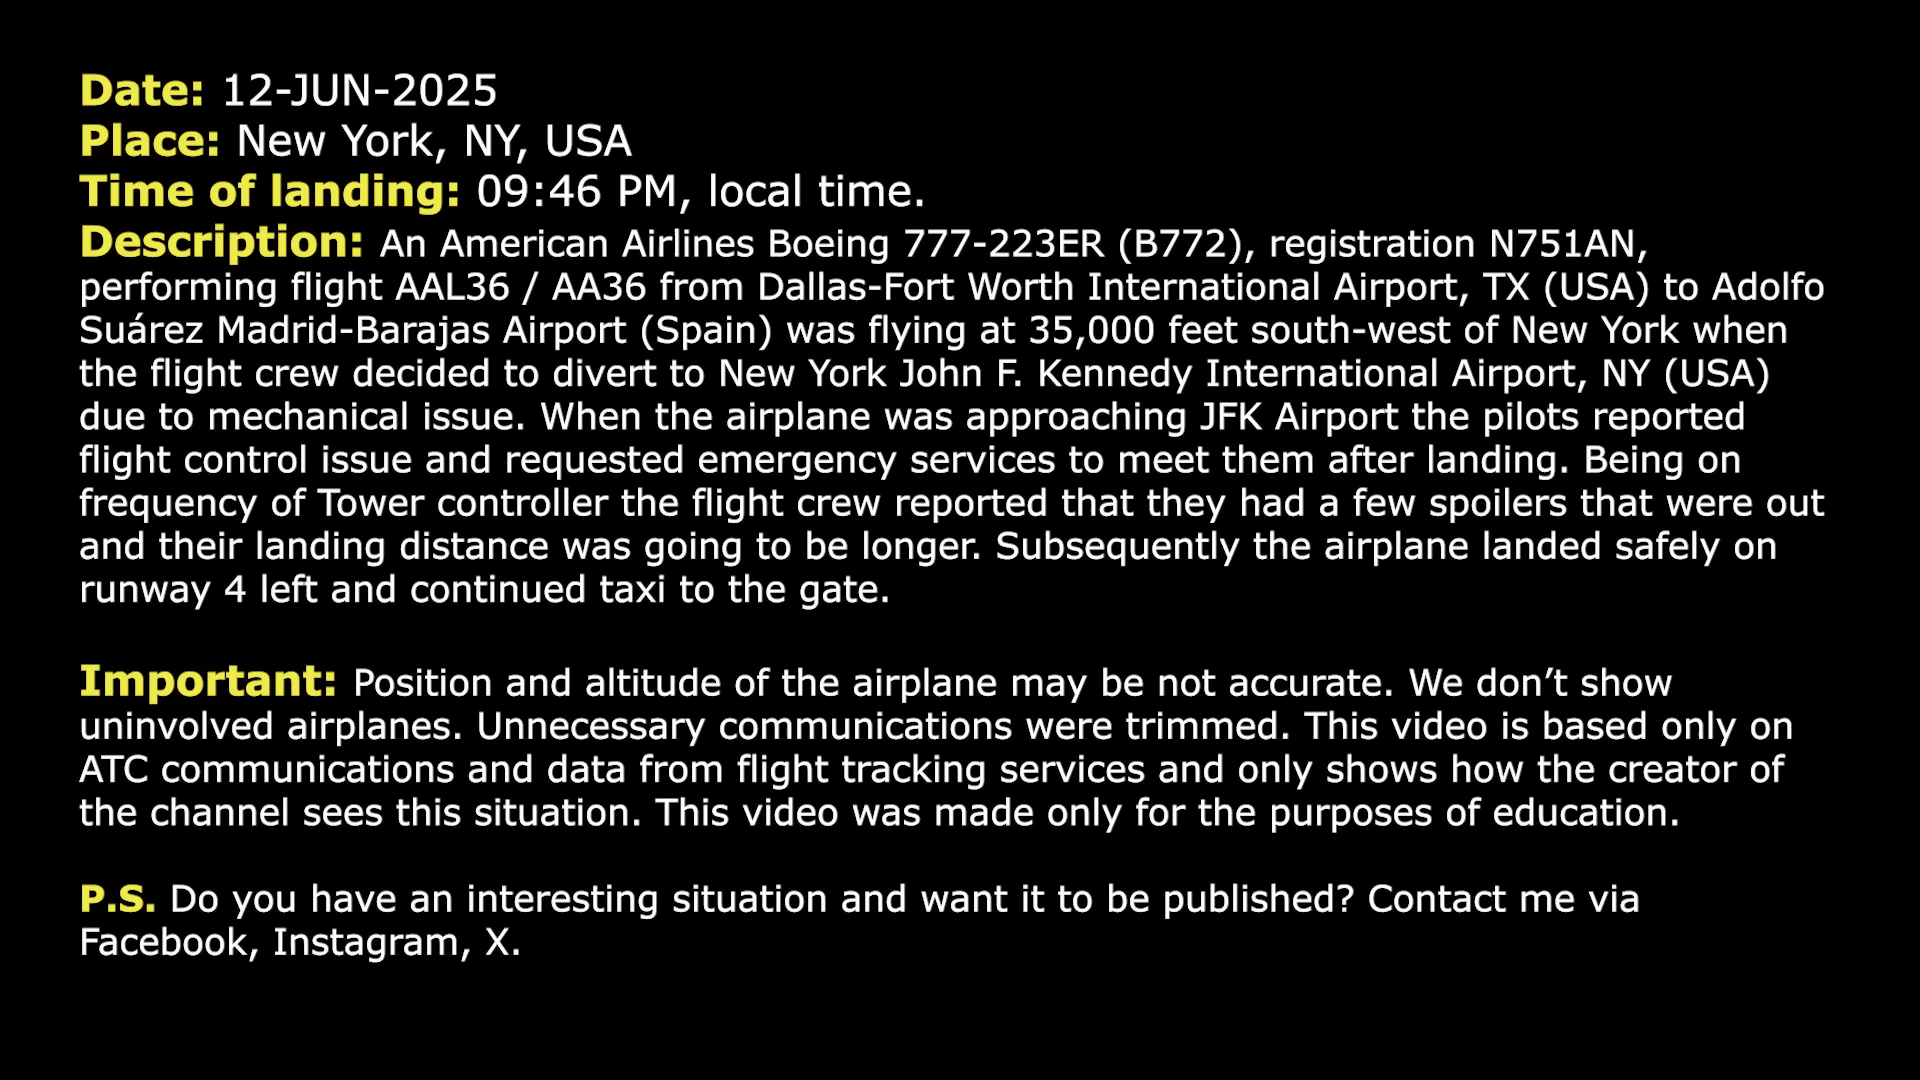 Date: 12-JUN-2025
Place: New York, NY, USA
Time of landing: 09:46 PM, local time.
Description: An American Airlines Boeing 777-223ER (B772), registration N751AN,
performing flight AAL36 / AA36 from Dallas-Fort Worth International Airport, TX (USA) to Adolfo
Suárez Madrid-Barajas Airport (Spain) was flying at 35,000 feet south-west of New York when
the flight crew decided to divert to New York John F. Kennedy International Airport, NY (USA)
due to mechanical issue. When the airplane was approaching JFK Airport the pilots reported
flight control issue and requested emergency services to meet them after landing. Being on
frequency of Tower controller the flight crew reported that they had a few spoilers that were out
and their landing distance was going to be longer. Subsequently the airplane landed safely on
runway 4 left and continued taxi to the gate.
Important: Position and altitude of the airplane may be not accurate. We don’t show
uninvolved airplanes. Unnecessary communications were trimmed. This video is based only on
ATC communications and data from flight tracking services and only shows how the creator of
the channel sees this situation. This video was made only for the purposes of education.
P.S. Do you have an interesting situation and want it to be published? Contact me via
Facebook, Instagram, X.